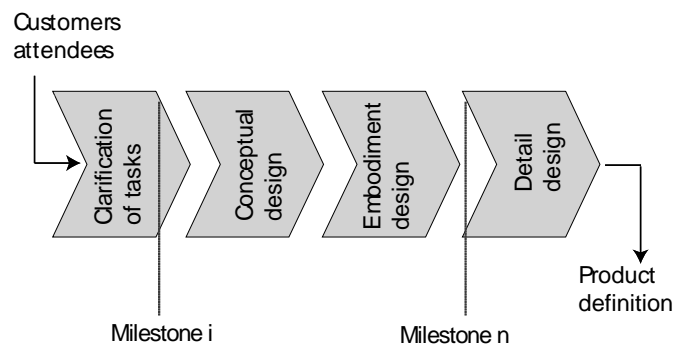 Customers
attendees
Clarification
of tasks
Conceptual
design
Embodiment
design
Detail
design
Product
definition
Milestone i
Milestone n